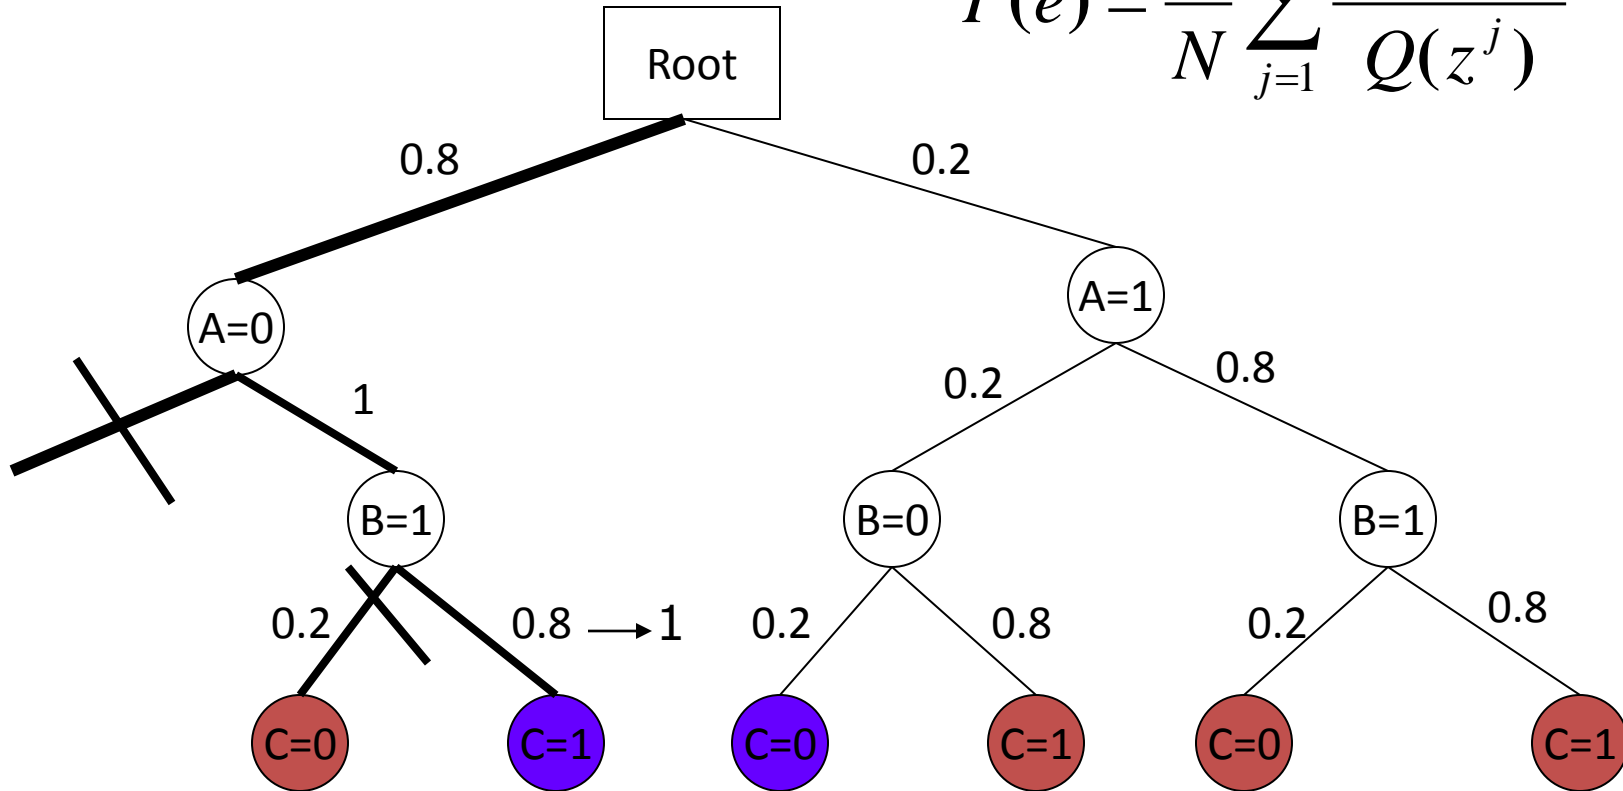 Root
(e) =
N
∑
j=1
Q(z^j)
0.8
0.2
A=0
A=1
1
0.2
0.8
B=1
B=0
B=1
0.2
0.8 → 1
0.2
0.8
0.2
0.8
C=0
C=1
C=0
C=1
C=0
C=1